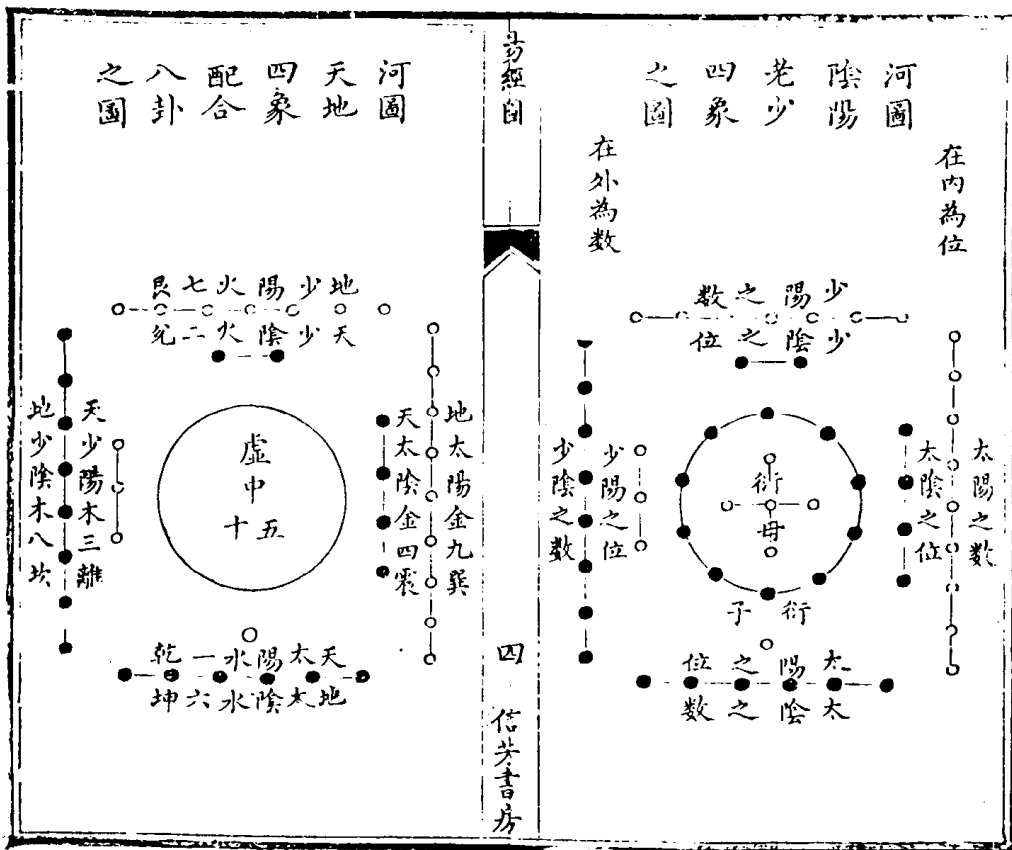 河圖
陰陽
老少
四象
之圖
在內為位
在外為数
少陽之数
少陰之位
太陽之数
太陰之位
衍母
衍子
少陽之位
少陰之数
太陽之位
太陰之数
易經圖
四
信芳書房
河圖
天地
四象
配合
八卦
之圖
地少陽火七艮
天少陰火二兌
地太陽金九巽
天太陰金四震
虛中
五十
天少陽木三離
地少陰木八坎
天太陽水一乾
地太陰水六坤